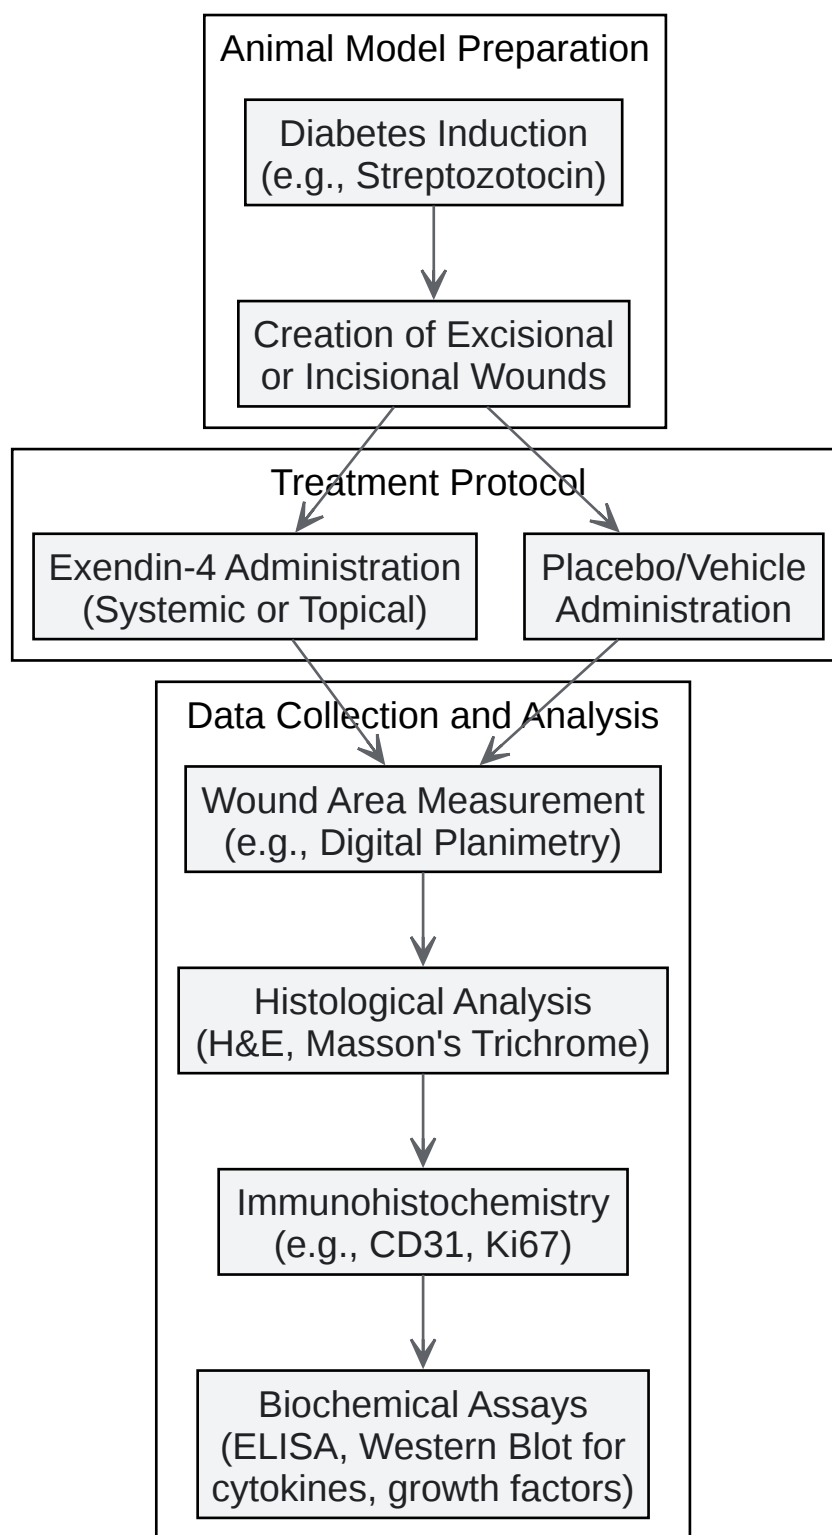 Animal Model Preparation
Diabetes Induction
(e.g., Streptozotocin)
Creation of Excisional
or Incisional Wounds
Treatment Protocol
Exendin-4 Administration
(Systemic or Topical)
Placebo/Vehicle
Administration
Data Collection and Analysis
Wound Area Measurement
(e.g., Digital Planimetry)
Histological Analysis
(H&E, Masson's Trichrome)
Immunohistochemistry
(e.g., CD31, Ki67)
Biochemical Assays
(ELISA, Western Blot for
cytokines, growth factors)